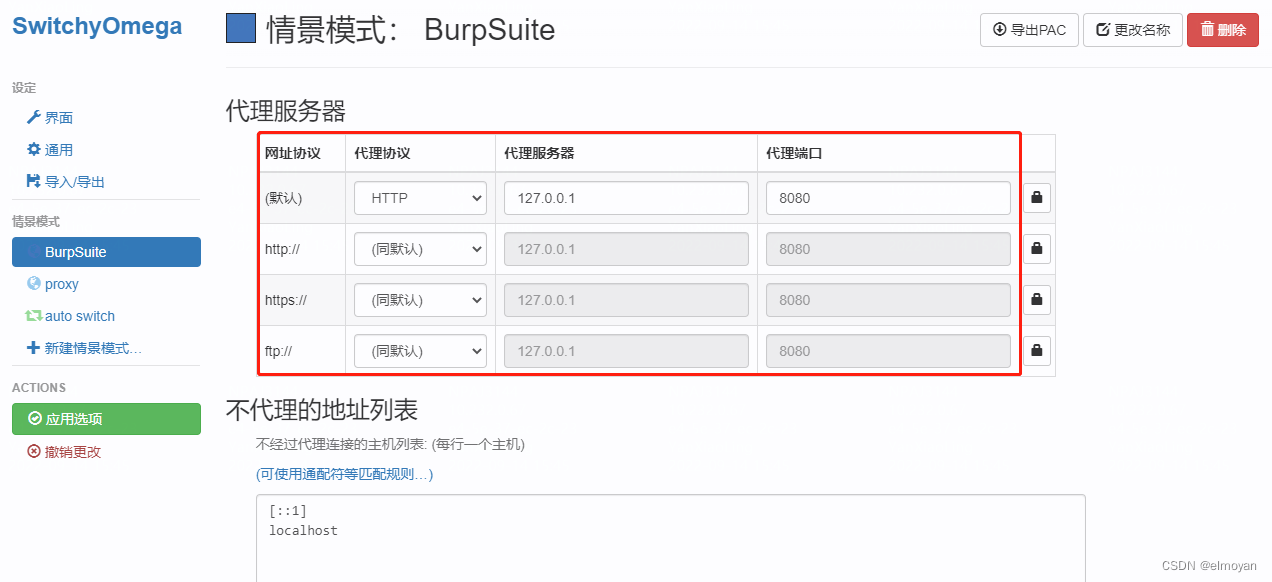 SwitchyOmega
设定
界面
通用
导入/导出
情景模式
BurpSuite
proxy
auto switch
新建情景模式…
ACTIONS
应用选项
撤销更改
情景模式： BurpSuite
导出PAC
更改名称
删除
代理服务器
网址协议 代理协议 代理服务器 代理端口
(默认) HTTP 127.0.0.1 8080
http:// (同默认) 127.0.0.1 8080
https:// (同默认) 127.0.0.1 8080
ftp:// (同默认) 127.0.0.1 8080
不代理的地址列表
不经过代理连接的主机列表: (每行一个主机)
(可使用通配符等匹配规则…)
[::1]
localhost
CSDN @elmoyan